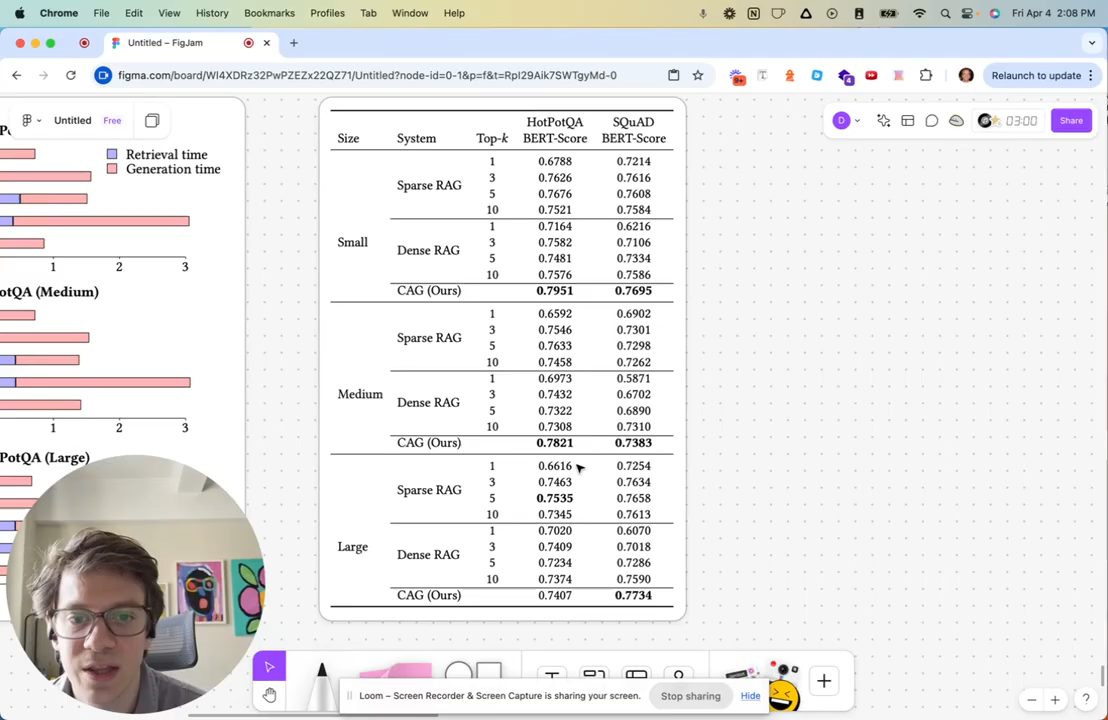 Chrome File Edit View History Bookmarks Profiles Tab Window Help
Fri Apr 4 2:08 PM
Untitled – FigJam
figma.com/board/WI4XDRz32PwPZEZx22QZ71/Untitled?node-id=0-1&p=f&t=RpI29Aik7SWTgyMd-0
9+
4
Relaunch to update
Untitled Free
D
03:00
Share
Retrieval time
Generation time
1 2 3
otQA (Medium)
1 2 3
PotQA (Large)
HotPotQA SQuAD
Size System Top-k BERT-Score BERT-Score
1 0.6788 0.7214
3 0.7626 0.7616
Sparse RAG
5 0.7676 0.7608
10 0.7521 0.7584
1 0.7164 0.6216
Small
3 0.7582 0.7106
Dense RAG
5 0.7481 0.7334
10 0.7576 0.7586
CAG (Ours) 0.7951 0.7695
1 0.6592 0.6902
3 0.7546 0.7301
Sparse RAG
5 0.7633 0.7298
10 0.7458 0.7262
1 0.6973 0.5871
Medium
3 0.7432 0.6702
Dense RAG
5 0.7322 0.6890
10 0.7308 0.7310
CAG (Ours) 0.7821 0.7383
1 0.6616 0.7254
3 0.7463 0.7634
Sparse RAG
5 0.7535 0.7658
10 0.7345 0.7613
1 0.7020 0.6070
Large
3 0.7409 0.7018
Dense RAG
5 0.7234 0.7286
10 0.7374 0.7590
CAG (Ours) 0.7407 0.7734
Loom – Screen Recorder & Screen Capture is sharing your screen.
Stop sharing
Hide
?